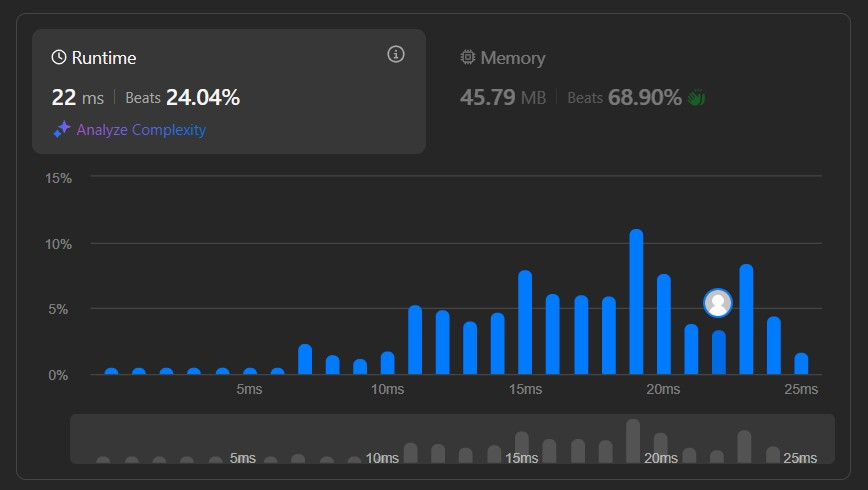 Runtime
22 ms Beats 24.04%
Analyze Complexity
Memory
45.79 MB Beats 68.90%
15%
10%
5%
0%
5ms 10ms 15ms 20ms 25ms
5ms 10ms 15ms 20ms 25ms